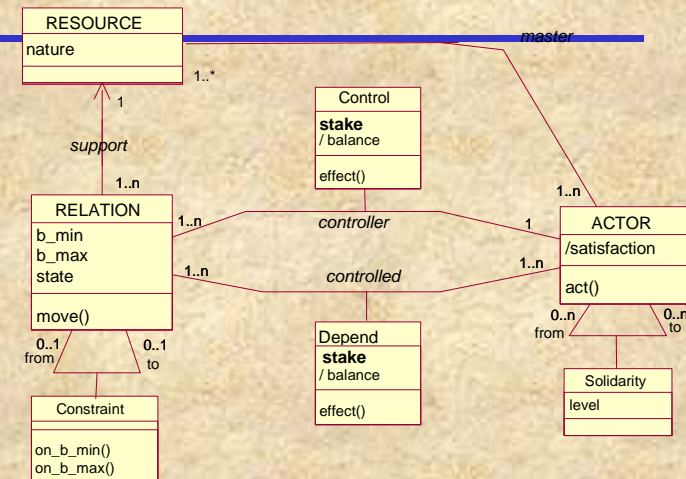 RESOURCE
nature
master
1..*
1
support
1..n
Control
stake
/ balance
effect()
1..n
RELATION
b_min
b_max
state
move()
1..n
controller
1
ACTOR
/satisfaction
act()
1..n
controlled
1..n
0..1
from
0..1
to
Depend
stake
/ balance
effect()
0..n
from
0..n
to
Constraint
on_b_min()
on_b_max()
Solidarity
level